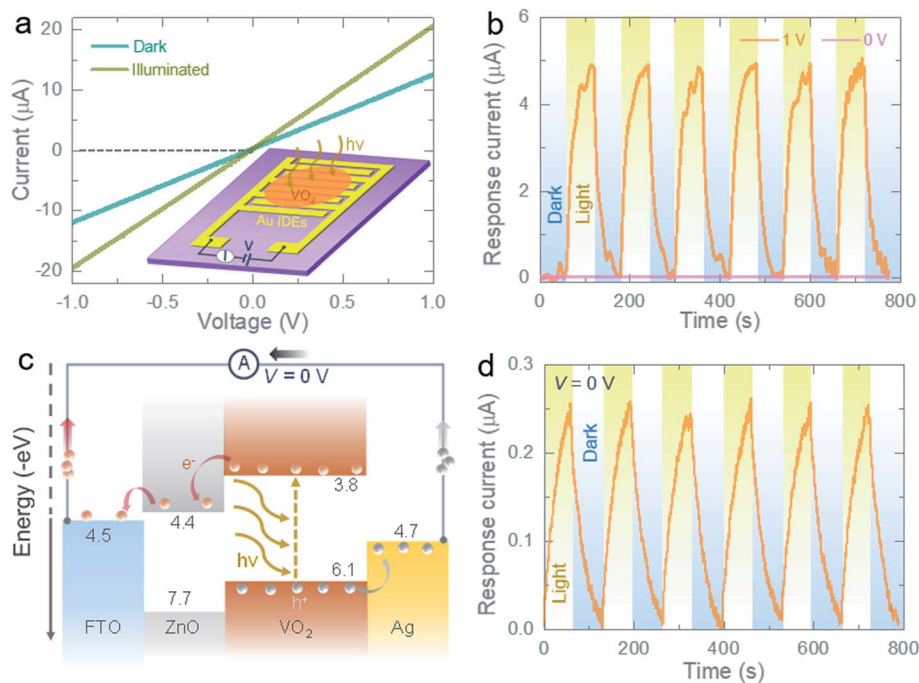 a
Current (µA)
20
10
0
-10
-20
Dark
Illuminated
hν
VO2
Au IDEs
V
I
-1.0 -0.5 0.0 0.5 1.0
Voltage (V)
b
Response current (µA)
6
4
2
0
1 V 0 V
Dark
Light
0 200 400 600 800
Time (s)
c
A
V = 0 V
Energy (-eV)
e-
3.8
4.5
4.4
hν
4.7
6.1
h+
7.7
FTO ZnO VO2 Ag
d
Response current (µA)
0.3
0.2
0.1
0.0
V = 0 V
Dark
Light
0 200 400 600 800
Time (s)